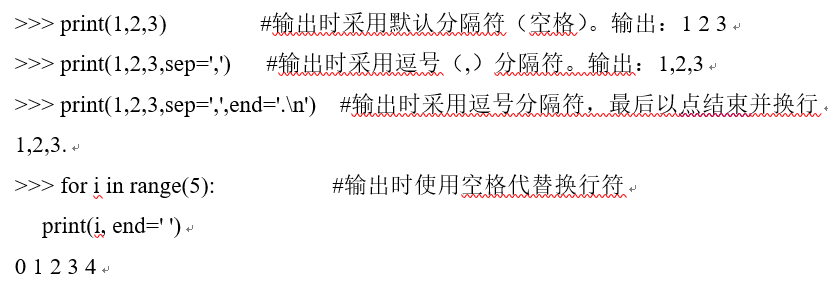 >>> print(1,2,3) #输出时采用默认分隔符（空格）。输出：1 2 3
>>> print(1,2,3,sep=',') #输出时采用逗号（,）分隔符。输出：1,2,3
>>> print(1,2,3,sep=',',end='.\n') #输出时采用逗号分隔符，最后以点结束并换行
1,2,3.
>>> for i in range(5): #输出时使用空格代替换行符
print(i, end=' ')
0 1 2 3 4